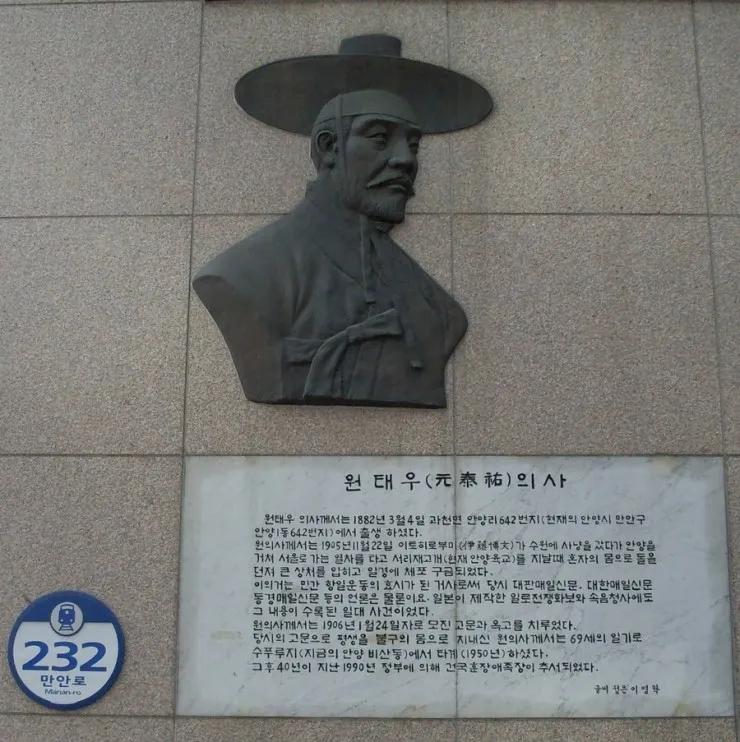 원태우(元泰祐)의사
원태우 의사께서는 1882년 3월 4일 과천면 안양리 642번지(현재의 안양시 만안구
안양1동642번지)에서 출생 하셨다.
원의사께서는 1905년 11월 22일 이토히로부미(伊藤博文)가 수원에 사냥을 갔다가 안양을
거쳐 서울로 가는 열차를 타고 서리재고개(현재 안양육교)를 지날때 혼자의 몸으로 돌을
던져 큰 상처를 입히고 일경에 체포 구금되었다.
이의거는 민간 항일운동의 효시가 된 거사로써 당시 대판매일신문, 대한매일신문
동경매일신문 등의 언론은 물론이요, 일본이 제작한 일로전쟁화보와 속음청사에도
그 내용이 수록된 일대 사건이었다.
원의사께서는 1906년 1월 24일자로 모진 고문과 옥고를 치루었다.
당시의 고문으로 평생을 불구의 몸으로 지내신 원의사께서는 69세의 일기로
수푸루지(지금의 안양 비산동)에서 타계(1950년)하셨다.
그후 40년이 지난 1990년 정부에 의해 건국훈장애족장이 추서되었다.
232
만안로
Manan-ro